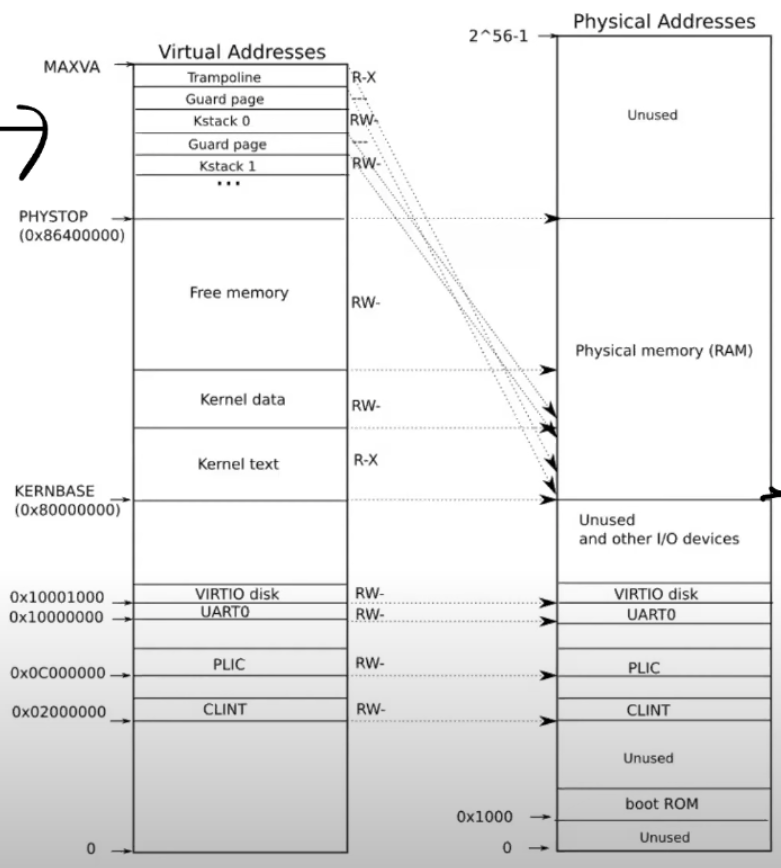 Physical Addresses
2^56-1
Virtual Addresses
MAXVA
Trampoline
R-X
Guard page
---
Unused
Kstack 0
RW-
Guard page
---
Kstack 1
RW-
...
PHYSTOP
(0x86400000)
Free memory
RW-
Physical memory (RAM)
Kernel data
RW-
Kernel text
R-X
KERNBASE
(0x80000000)
Unused
and other I/O devices
0x10001000
VIRTIO disk
RW-
VIRTIO disk
0x10000000
UART0
RW-
UART0
0x0C000000
PLIC
RW-
PLIC
0x02000000
CLINT
RW-
CLINT
Unused
boot ROM
0x1000
Unused
0
0